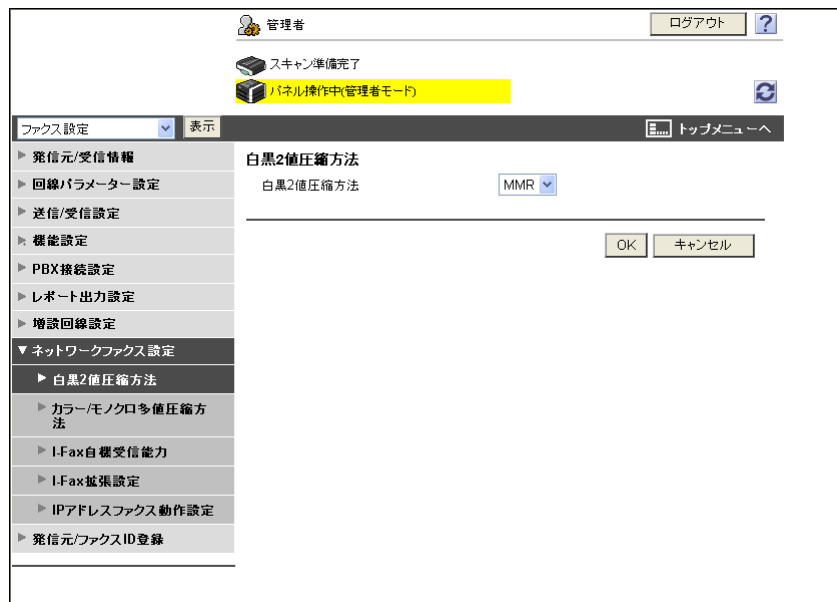 管理者
ログアウト
?
スキャン準備完了
パネル操作中(管理者モード)
ファクス設定
表示
トップメニューへ
発信元/受信情報
回線パラメーター設定
送信/受信設定
機能設定
PBX接続設定
レポート出力設定
増設回線設定
ネットワークファクス設定
白黒2値圧縮方法
カラー/モノクロ多値圧縮方
法
I-Fax自機受信能力
I-Fax拡張設定
IPアドレスファクス動作設定
発信元/ファクスID登録
白黒2値圧縮方法
白黒2値圧縮方法
MMR
OK
キャンセル